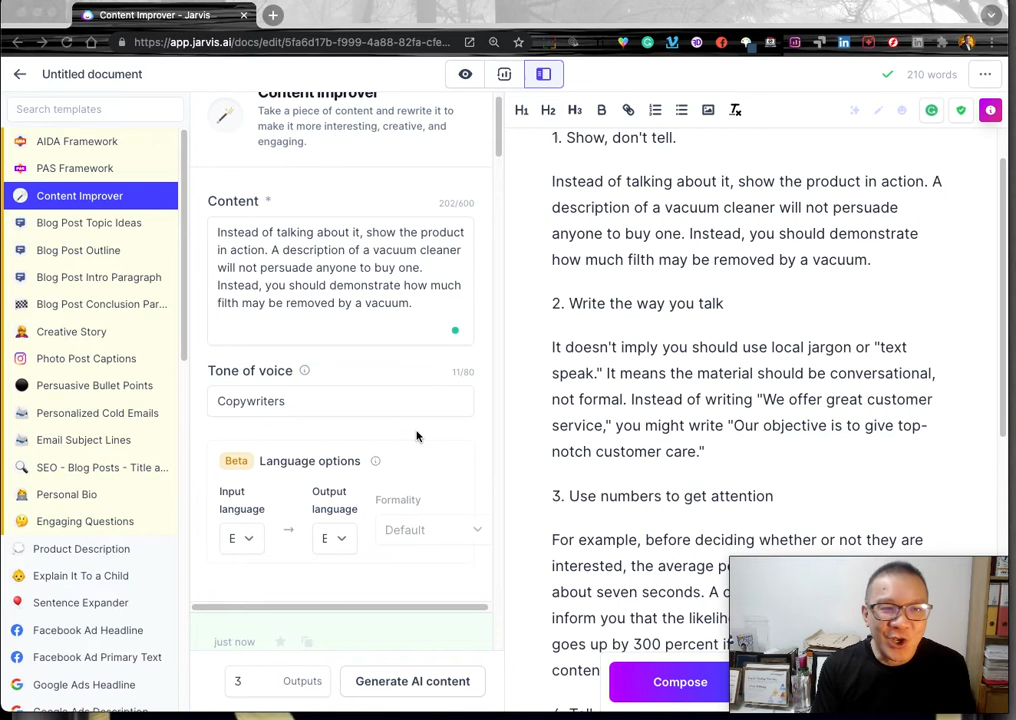 Content Improver - Jarvis
https://app.jarvis.ai/docs/edit/5fa6d17b-f999-4a88-82fa-cfe...
Untitled document
210 words
Search templates
AIDA Framework
PAS Framework
Content Improver
Blog Post Topic Ideas
Blog Post Outline
Blog Post Intro Paragraph
Blog Post Conclusion Par...
Creative Story
Photo Post Captions
Persuasive Bullet Points
Personalized Cold Emails
Email Subject Lines
SEO - Blog Posts - Title a...
Personal Bio
Engaging Questions
Product Description
Explain It To a Child
Sentence Expander
Facebook Ad Headline
Facebook Ad Primary Text
Google Ads Headline
Google Ads Description
Content Improver
Take a piece of content and rewrite it to
make it more interesting, creative, and
engaging.
Content *
202/600
Instead of talking about it, show the product
in action. A description of a vacuum cleaner
will not persuade anyone to buy one.
Instead, you should demonstrate how much
filth may be removed by a vacuum.
Tone of voice
11/80
Copywriters
Beta Language options
Input
language
Output
language
Formality
E
E
Default
just now
3 Outputs
Generate AI content
H1 H2 H3 B
1. Show, don't tell.
Instead of talking about it, show the product in action. A
description of a vacuum cleaner will not persuade
anyone to buy one. Instead, you should demonstrate
how much filth may be removed by a vacuum.
2. Write the way you talk
It doesn't imply you should use local jargon or "text
speak." It means the material should be conversational,
not formal. Instead of writing "We offer great customer
service," you might write "Our objective is to give top-
notch customer care."
3. Use numbers to get attention
For example, before deciding whether or not they are
interested, the average
about seven seconds. A
inform you that the likelih
goes up by 300 percent
conten
Compose